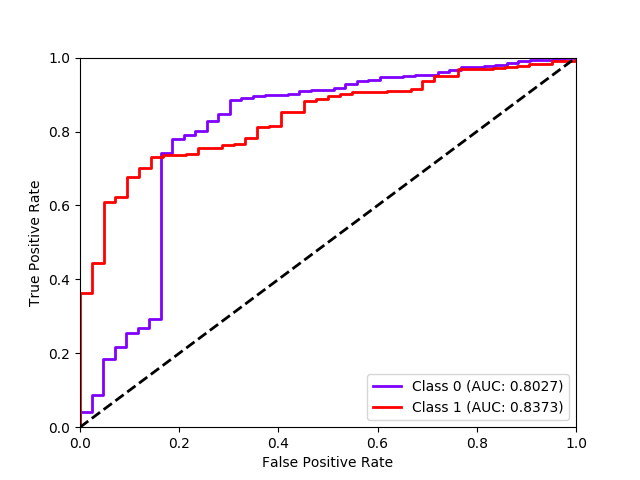 1.0
0.8
0.6
0.4
0.2
0.0
True Positive Rate
Class 0 (AUC: 0.8027)
Class 1 (AUC: 0.8373)
0.0 0.2 0.4 0.6 0.8 1.0
False Positive Rate